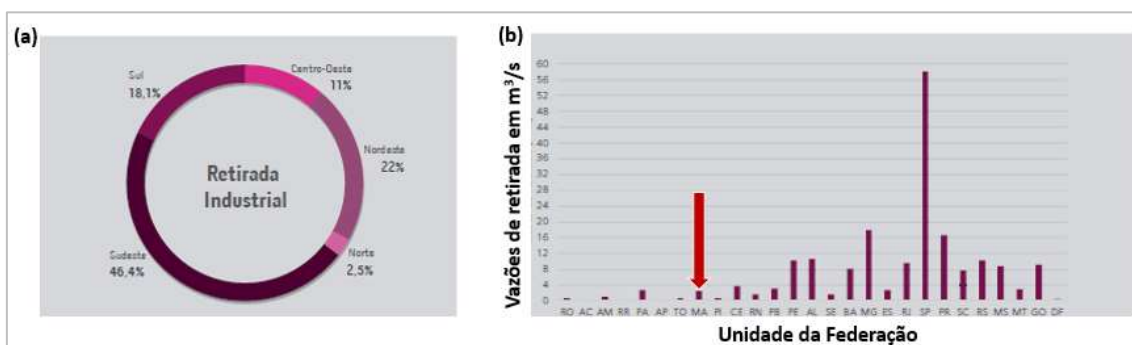 (a)
Sul
18,1%
Centro-Oeste
11%
Nordeste
22%
Retirada
Industrial
Norte
2,5%
Sudeste
46,4%
(b)
Vazões de retirada em m³/s
60
56
52
48
44
40
36
32
28
24
20
16
12
8
4
0
RO AC AM RR PA AP TO MA PI CE RN PB PE AL SE BA MG ES RJ SP PR SC RS MS MT GO DF
Unidade da Federação